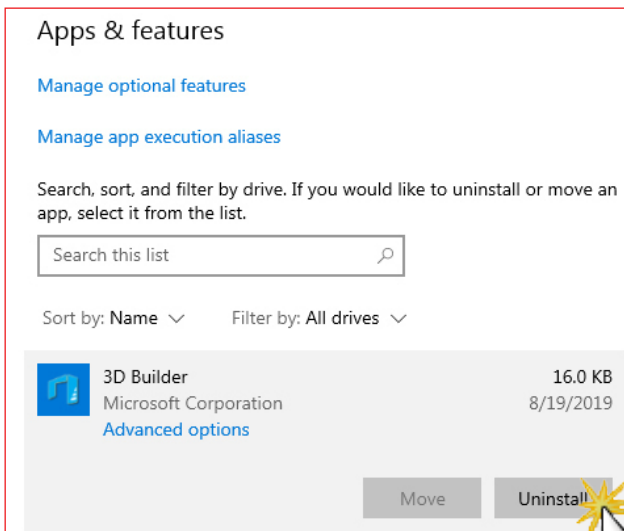 Apps & features
Manage optional features
Manage app execution aliases
Search, sort, and filter by drive. If you would like to uninstall or move an
app, select it from the list.
Search this list
Sort by: Name Filter by: All drives
3D Builder 16.0 KB
Microsoft Corporation 8/19/2019
Advanced options
Move Uninstall